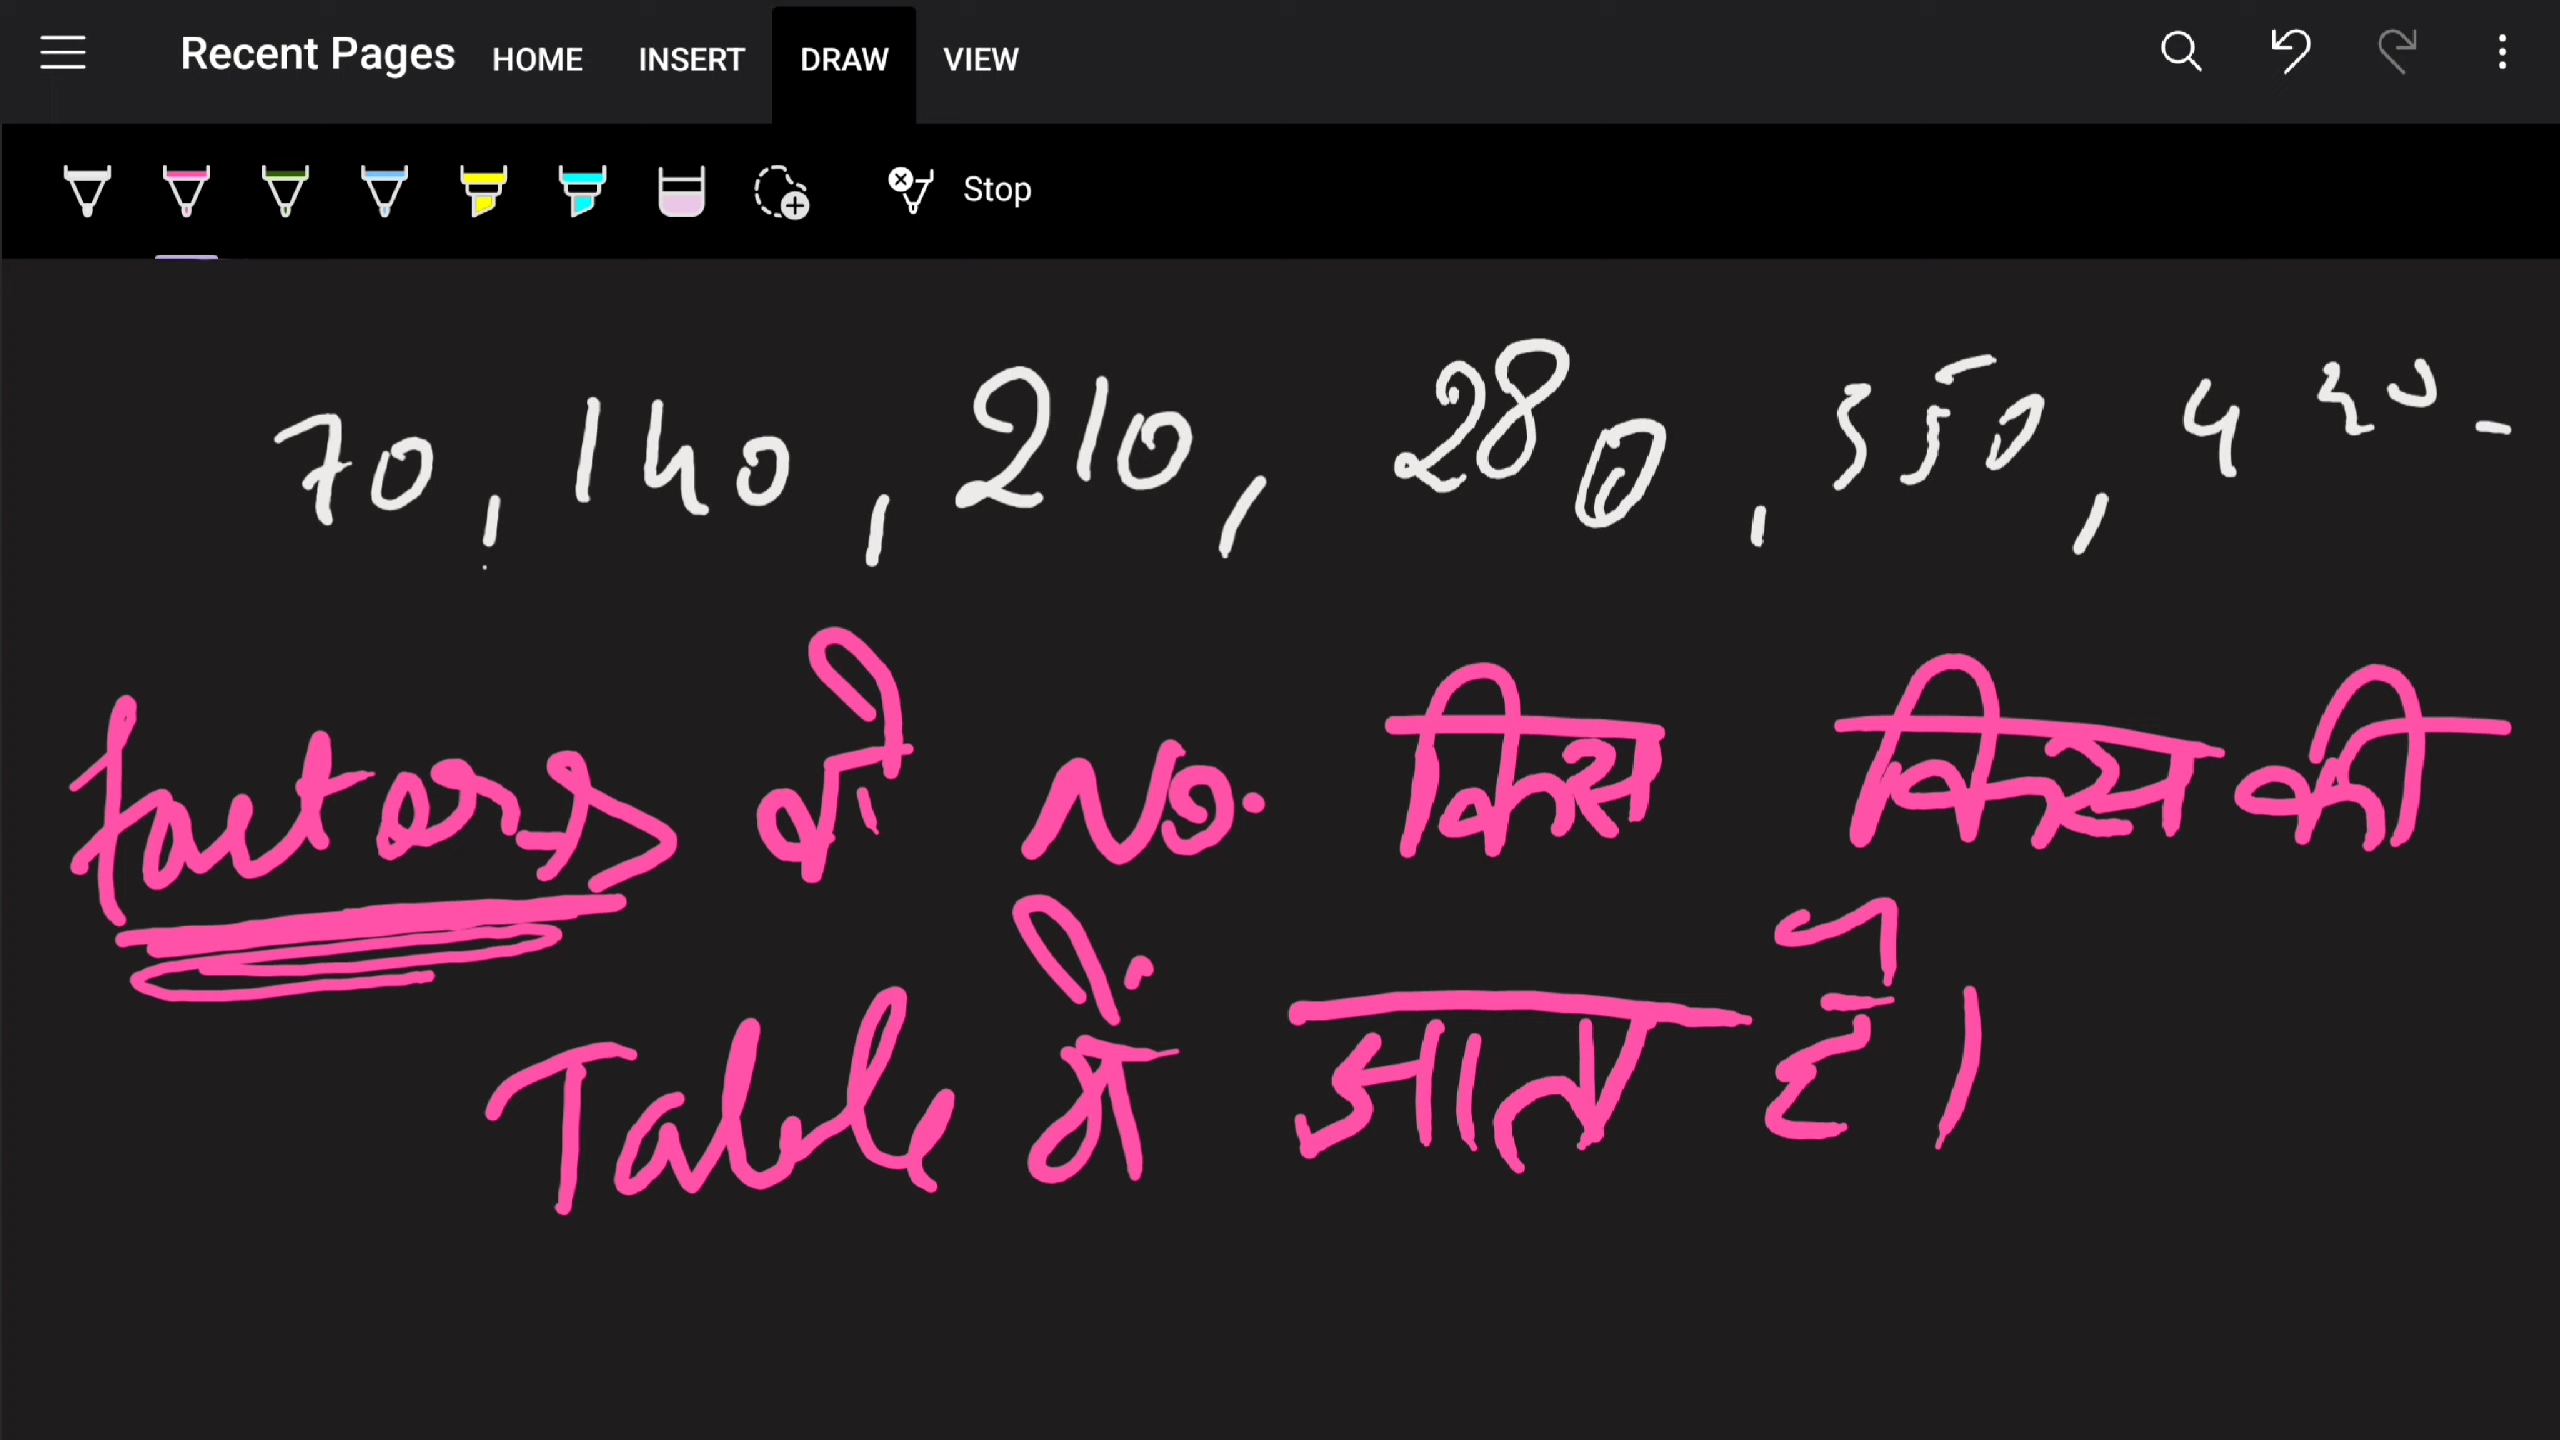 Recent Pages HOME INSERT DRAW VIEW
Stop
70, 140, 210, 280, 350, 420 -
factors वो No. किस किस की
Table में आता है।